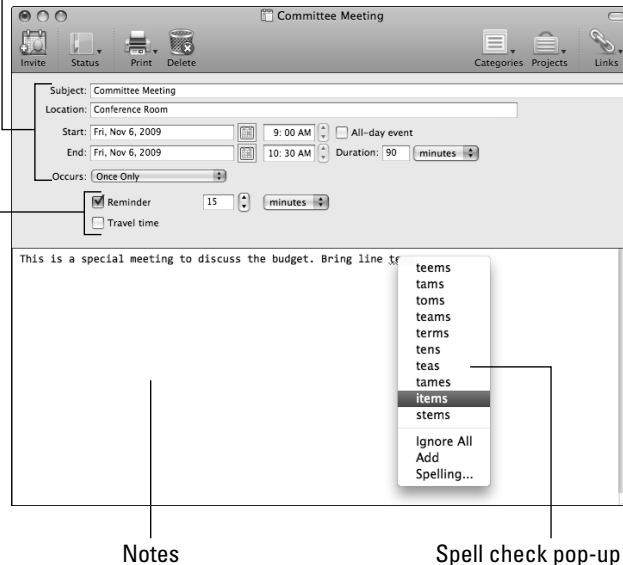 Committee Meeting
Invite Status Print Delete Categories Projects Links
Subject: Committee Meeting
Location: Conference Room
Start: Fri, Nov 6, 2009 9: 00 AM All-day event
End: Fri, Nov 6, 2009 10: 30 AM Duration: 90 minutes
Occurs: Once Only
Reminder 15 minutes
Travel time
This is a special meeting to discuss the budget. Bring line
teems
tams
toms
teams
terms
tens
teas
tames
items
stems
Ignore All
Add
Spelling...
Notes Spell check pop-up